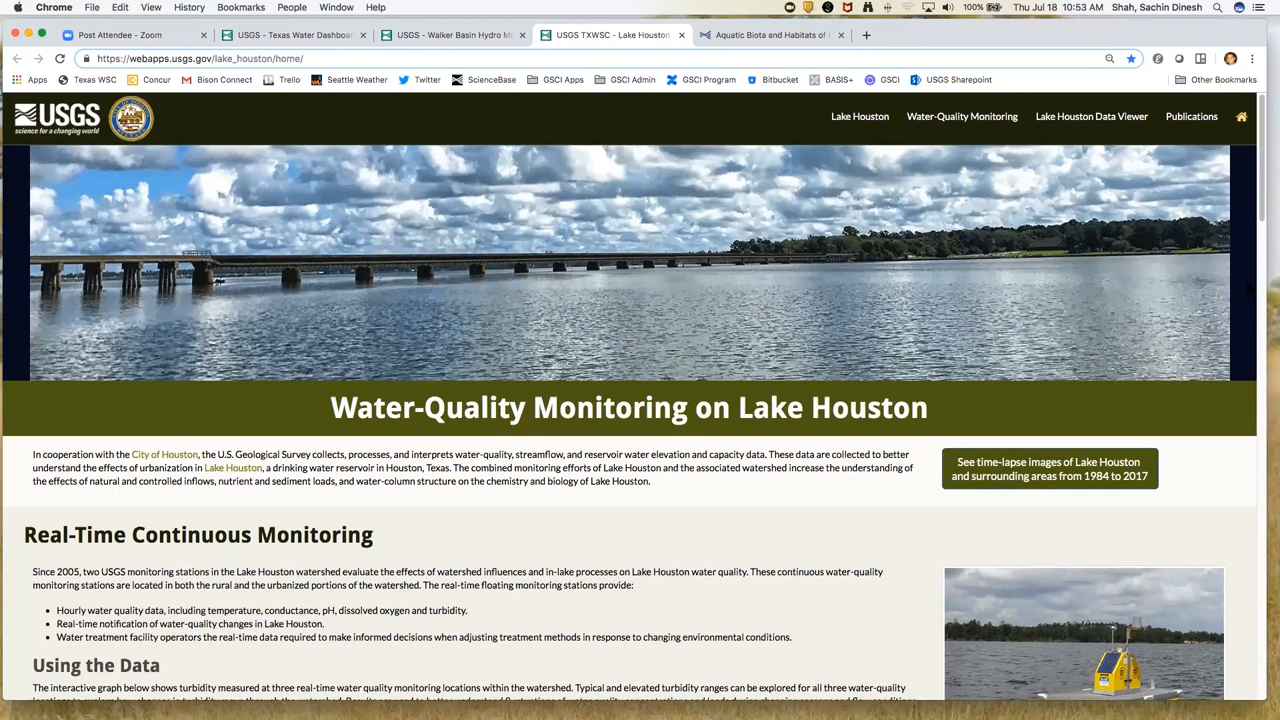 Chrome File Edit View History Bookmarks People Window Help 100% Thu Jul 18 10:53 AM Shah, Sachin Dinesh
Post Attendee - Zoom USGS - Texas Water Dashboa USGS - Walker Basin Hydro M USGS TXWSC - Lake Houston Aquatic Biota and Habitats of L
https://webapps.usgs.gov/lake_houston/home/
Apps Texas WSC Concur Bison Connect Trello Seattle Weather Twitter ScienceBase GSCI Apps GSCI Admin GSCI Program Bitbucket BASIS+ GSCI USGS Sharepoint Other Bookmarks
USGS
science for a changing world
Lake Houston Water-Quality Monitoring Lake Houston Data Viewer Publications
Water-Quality Monitoring on Lake Houston
In cooperation with the City of Houston, the U.S. Geological Survey collects, processes, and interprets water-quality, streamflow, and reservoir water elevation and capacity data. These data are collected to better
understand the effects of urbanization in Lake Houston, a drinking water reservoir in Houston, Texas. The combined monitoring efforts of Lake Houston and the associated watershed increase the understanding of
the effects of natural and controlled inflows, nutrient and sediment loads, and water-column structure on the chemistry and biology of Lake Houston.
See time-lapse images of Lake Houston
and surrounding areas from 1984 to 2017
Real-Time Continuous Monitoring
Since 2005, two USGS monitoring stations in the Lake Houston watershed evaluate the effects of watershed influences and in-lake processes on Lake Houston water quality. These continuous water-quality
monitoring stations are located in both the rural and the urbanized portions of the watershed. The real-time floating monitoring stations provide:
• Hourly water quality data, including temperature, conductance, pH, dissolved oxygen and turbidity.
• Real-time notification of water-quality changes in Lake Houston.
• Water treatment facility operators the real-time data required to make informed decisions when adjusting treatment methods in response to changing environmental conditions.
Using the Data
The interactive graph below shows turbidity measured at three real-time water quality monitoring locations within the watershed. Typical and elevated turbidity ranges can be explored for all three water-quality